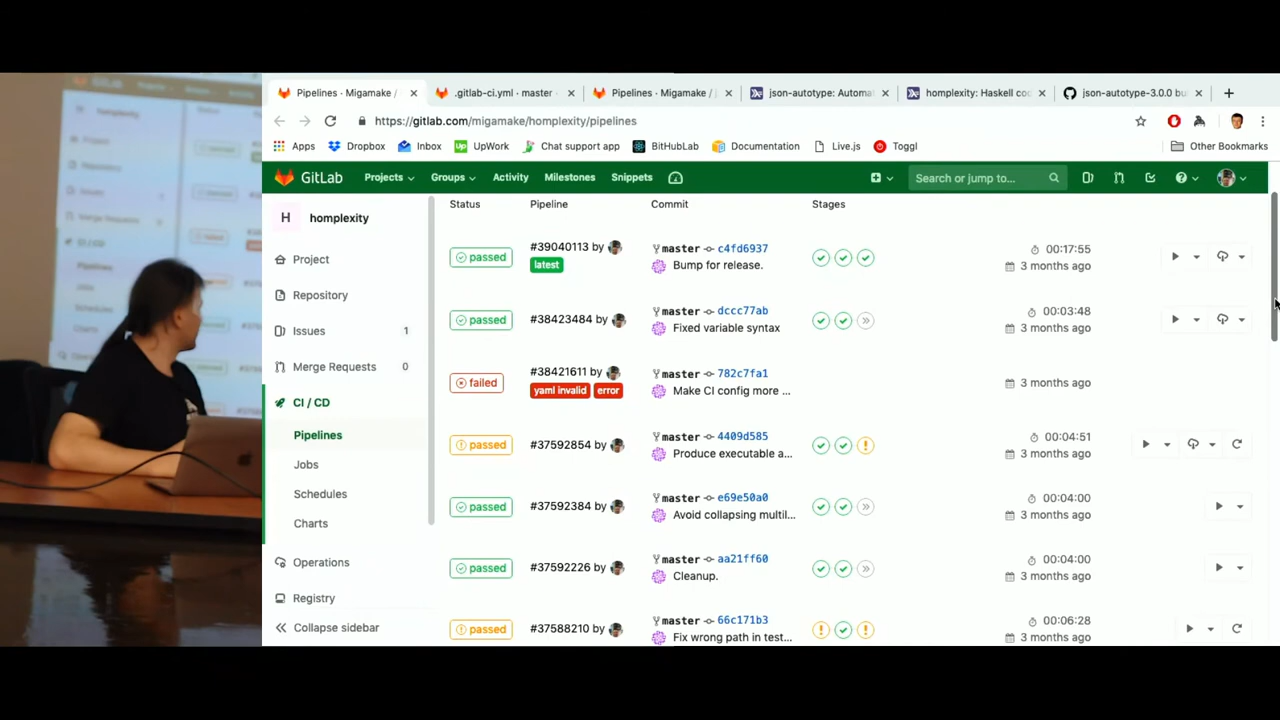 Pipelines · Migamake /
.gitlab-ci.yml · master ·
Pipelines · Migamake / j
json-autotype: Automat
homplexity: Haskell cod
json-autotype-3.0.0 bu
https://gitlab.com/migamake/homplexity/pipelines
Apps Dropbox Inbox Up UpWork Chat support app BitHubLab Documentation Live.js Toggl Other Bookmarks
GitLab Projects Groups Activity Milestones Snippets Search or jump to...
H homplexity
Project
Repository
Issues 1
Merge Requests 0
CI / CD
Pipelines
Jobs
Schedules
Charts
Operations
Registry
Collapse sidebar
Status Pipeline Commit Stages
passed #39040113 by master c4fd6937 00:17:55
latest Bump for release. 3 months ago
passed #38423484 by master dccc77ab 00:03:48
Fixed variable syntax 3 months ago
failed #38421611 by master 782c7fa1 3 months ago
yaml invalid error Make CI config more ...
passed #37592854 by master 4409d585 00:04:51
Produce executable a... 3 months ago
passed #37592384 by master e69e50a0 00:04:00
Avoid collapsing multil... 3 months ago
passed #37592226 by master aa21ff60 00:04:00
Cleanup. 3 months ago
passed #37588210 by master 66c171b3 00:06:28
Fix wrong path in test... 3 months ago